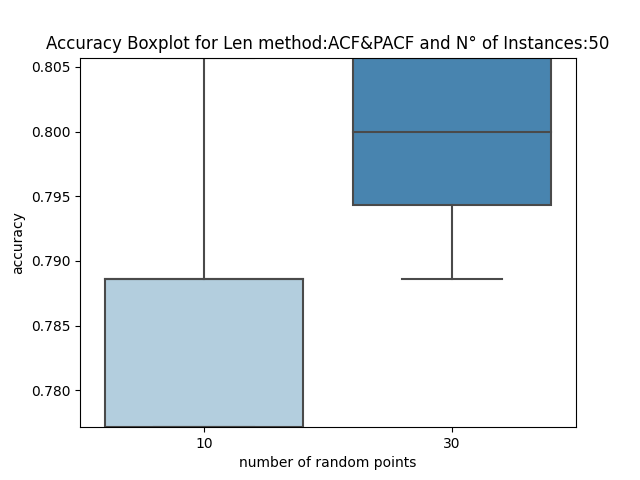 Accuracy Boxplot for Len method:ACF&PACF and N° of Instances:50
0.805
0.800
0.795
0.790
0.785
0.780
accuracy
10 30
number of random points